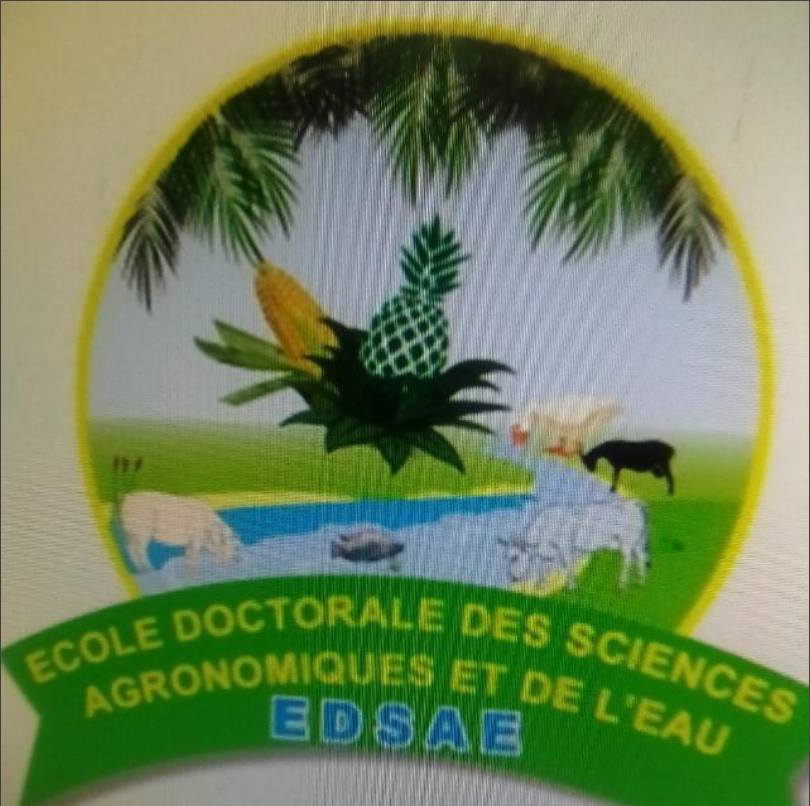 ECOLE DOCTORALE DES SCIENCES
AGRONOMIQUES ET DE L'EAU
EDSAE